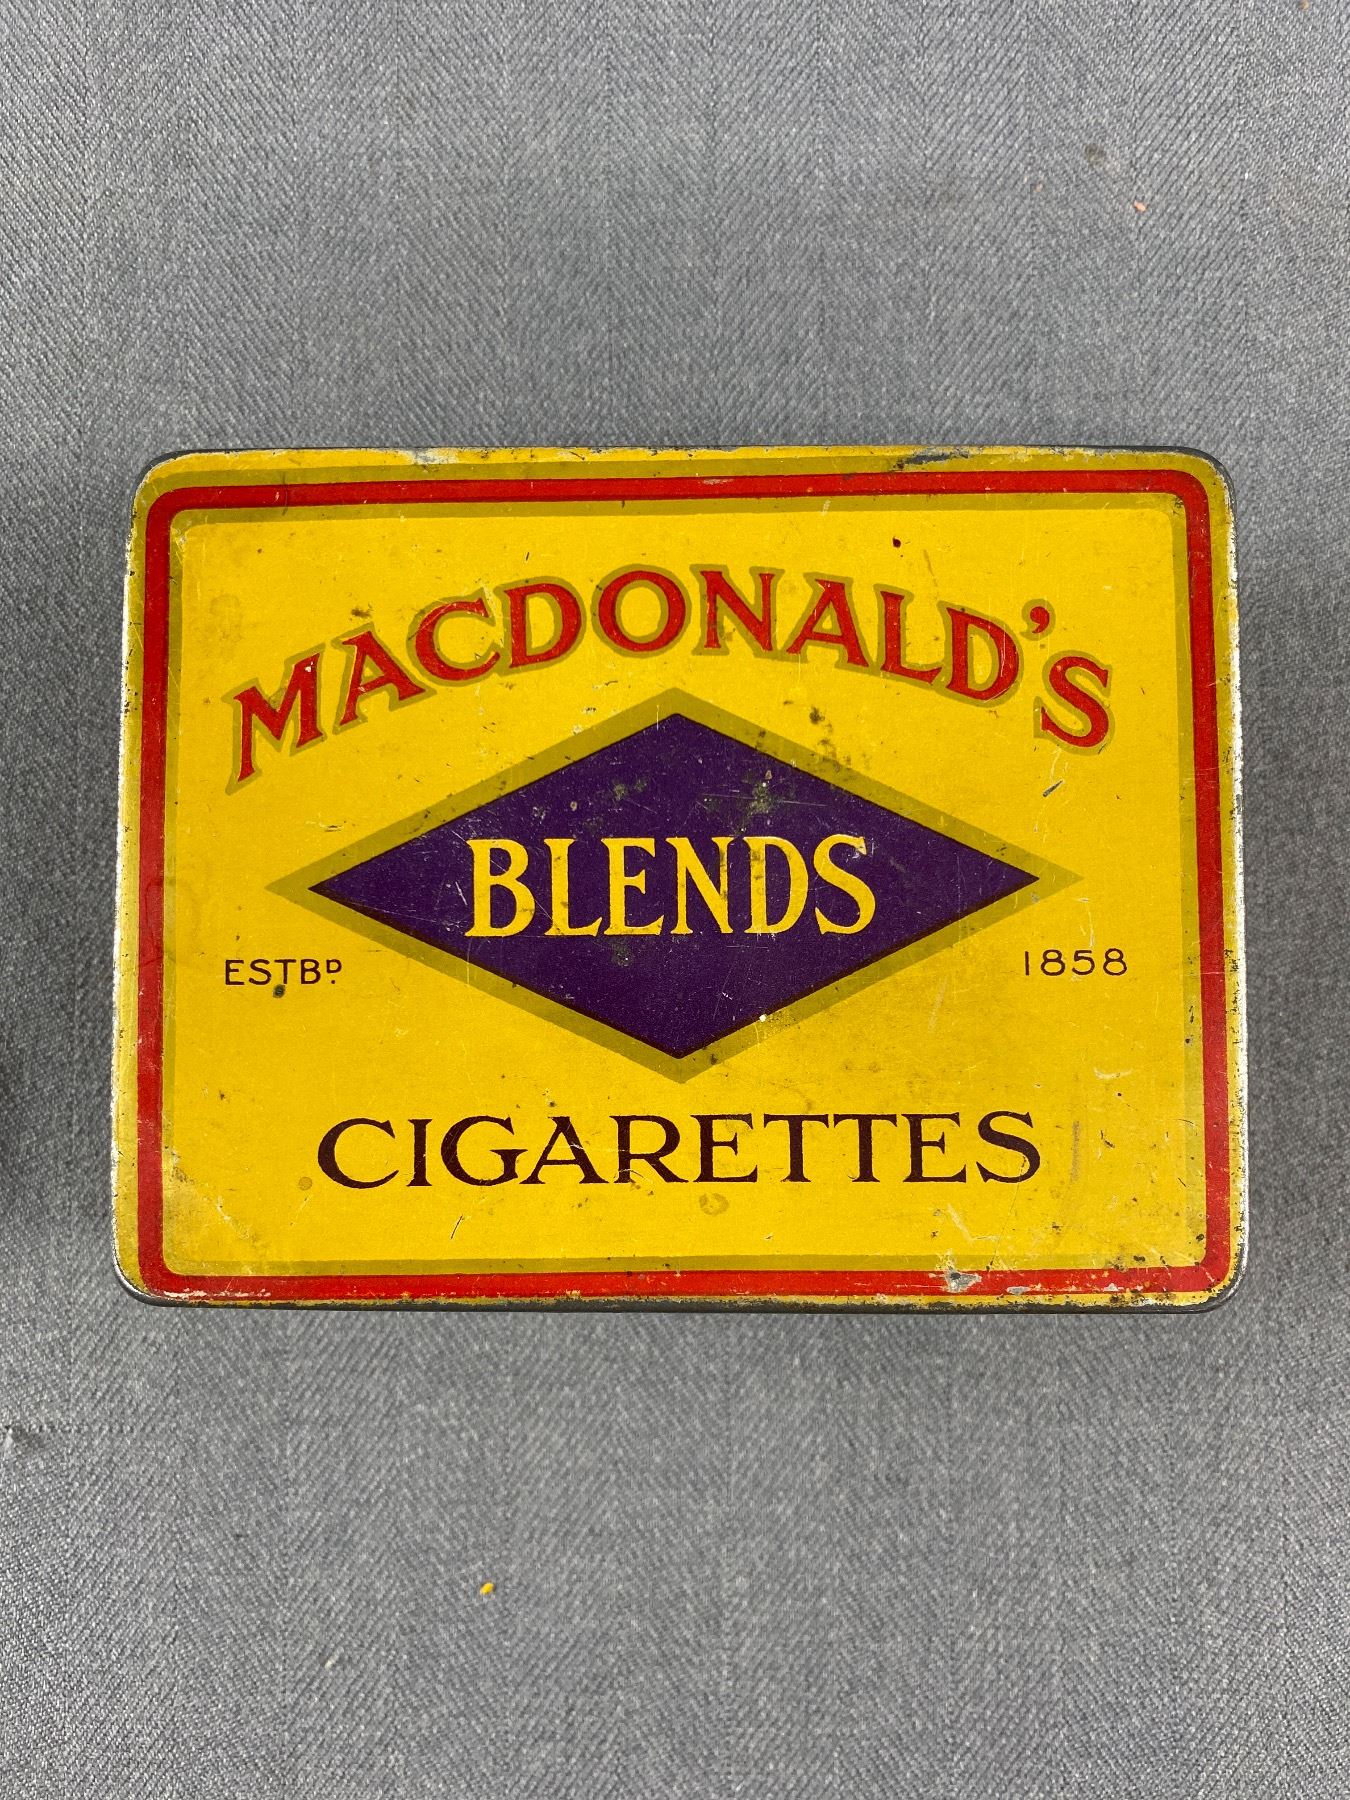 MACDONALD'S
BLENDS
ESTBD. 1858
CIGARETTES